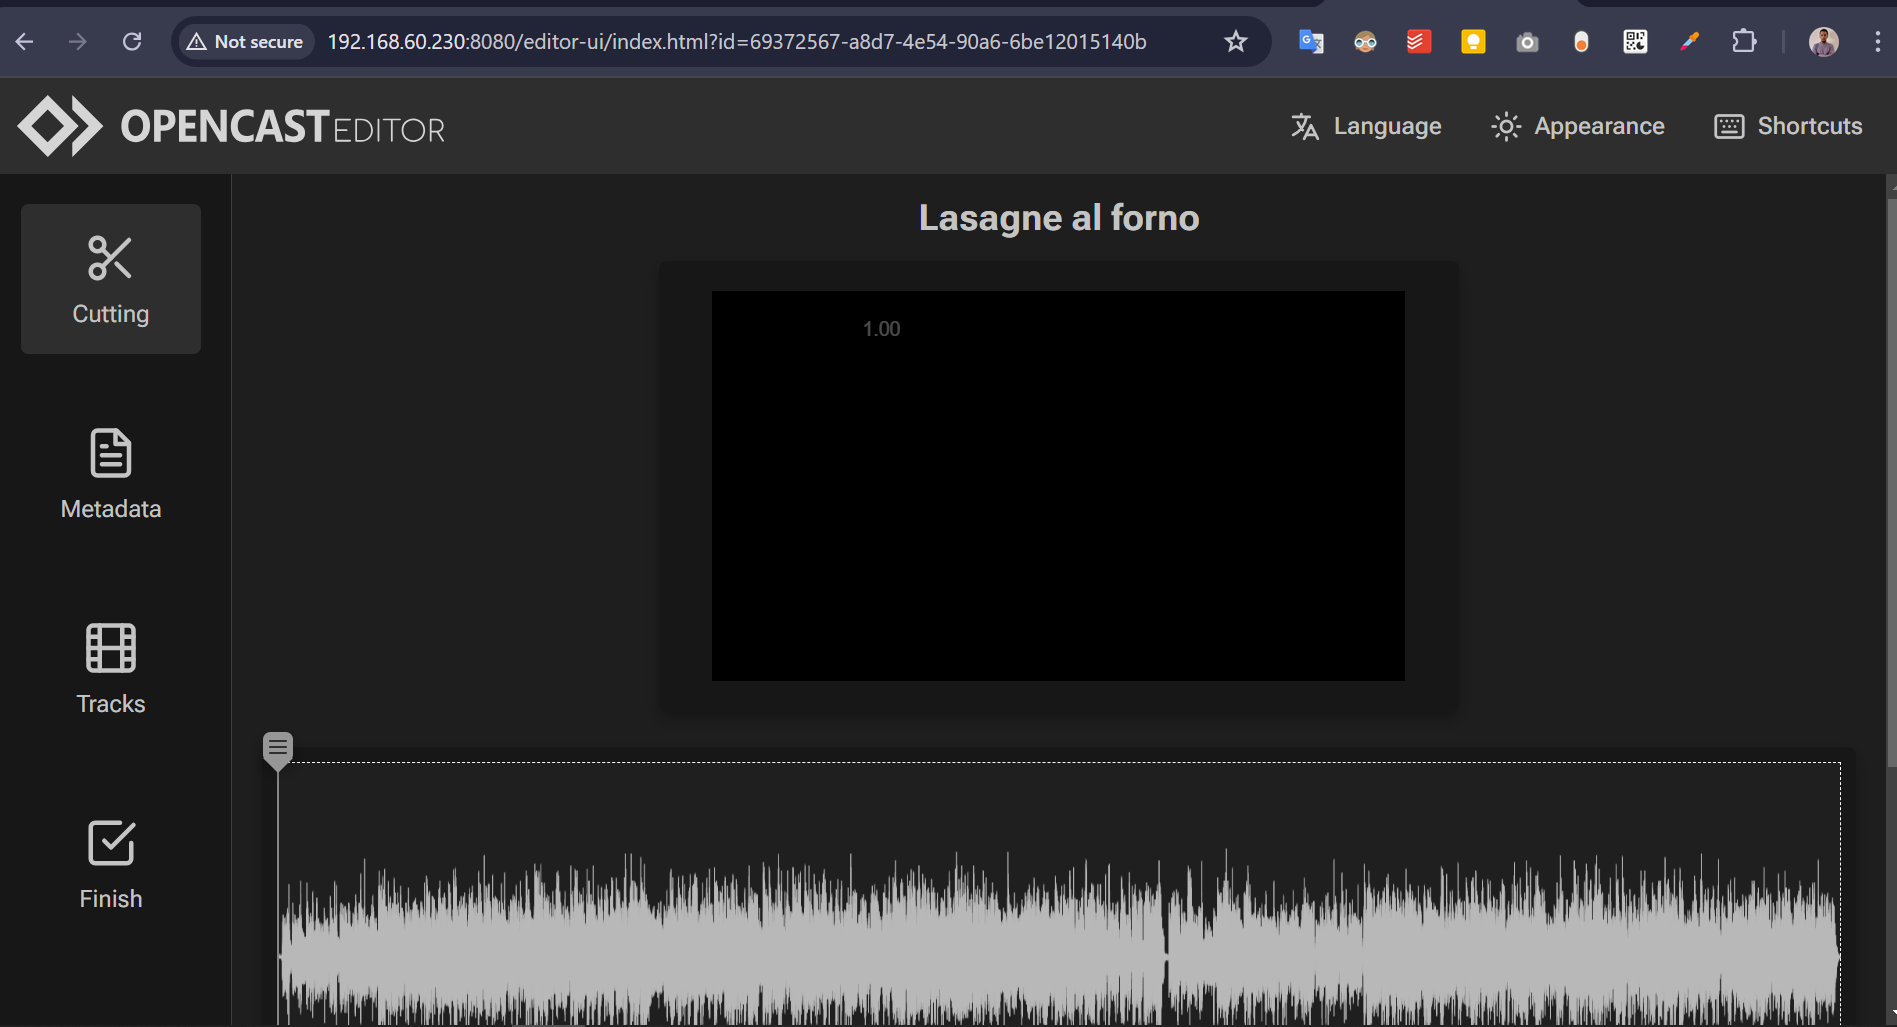 Not secure 192.168.60.230:8080/editor-ui/index.html?id=69372567-a8d7-4e54-90a6-6be12015140b
OPENCAST EDITOR
Language Appearance Shortcuts
Lasagne al forno
1.00
Cutting
Metadata
Tracks
Finish